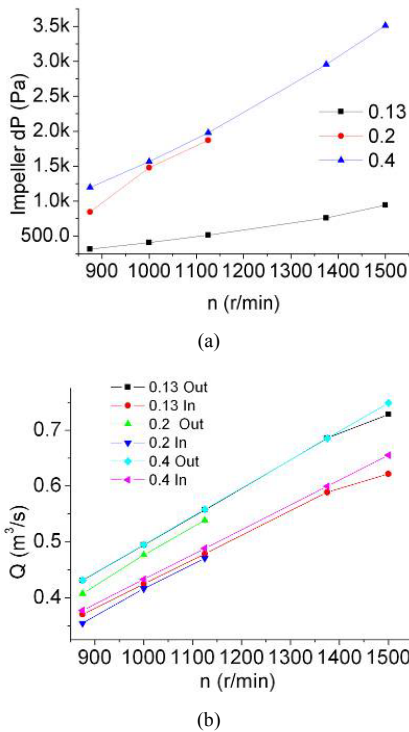 3.5k
3.0k
2.5k
2.0k
1.5k
1.0k
500.0
Impeller dP (Pa)
0.13
0.2
0.4
900 1000 1100 1200 1300 1400 1500
n (r/min)
(a)
0.13 Out
0.13 In
0.2 Out
0.2 In
0.4 Out
0.4 In
0.7
0.6
0.5
0.4
Q (m³/s)
900 1000 1100 1200 1300 1400 1500
n (r/min)
(b)